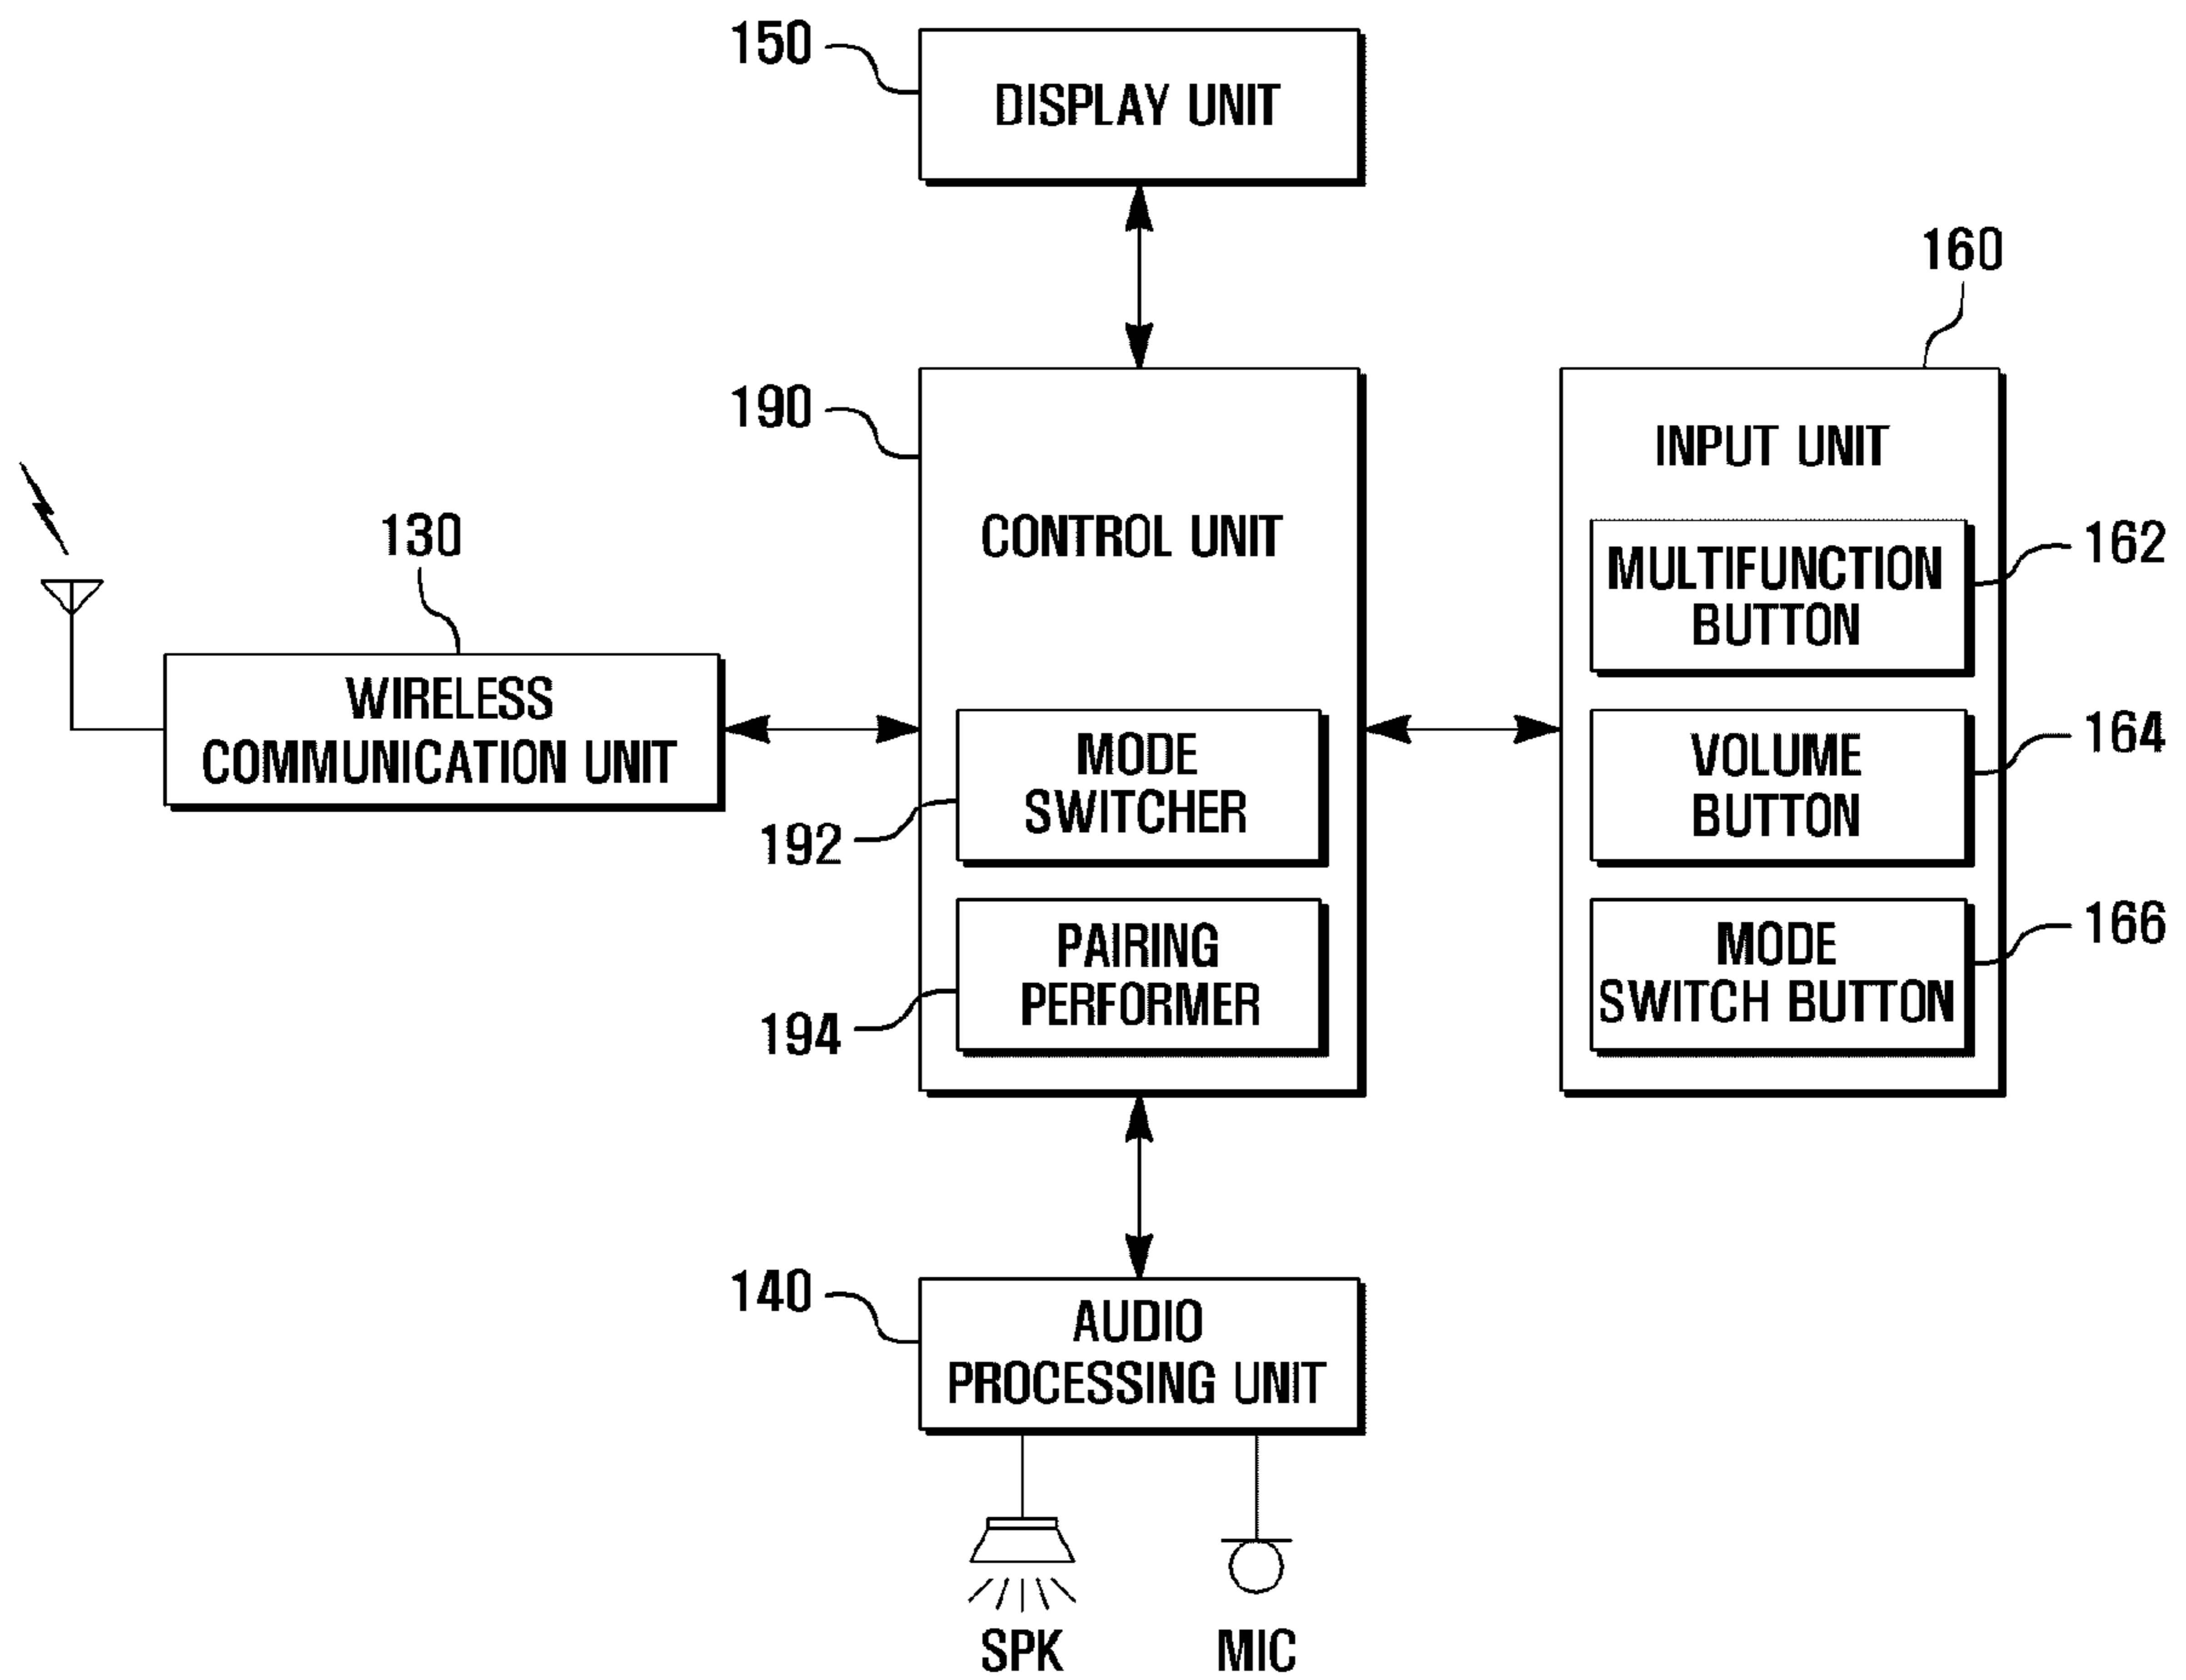 150
DISPLAY UNIT
160
190
CONTROL UNIT
INPUT UNIT
130
WIRELESS
COMMUNICATION UNIT
MULTIFUNCTION
BUTTON
162
MODE
SWITCHER
192
VOLUME
BUTTON
164
PAIRING
PERFORMER
194
MODE
SWITCH BUTTON
166
140
AUDIO
PROCESSING UNIT
SPK
MIC